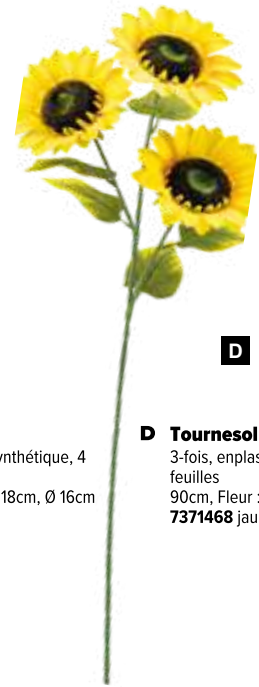 D
ynthétique, 4
18cm, Ø 16cm
D Tournesol
3-fois, enplas
feuilles
90cm, Fleur :
7371468 jau